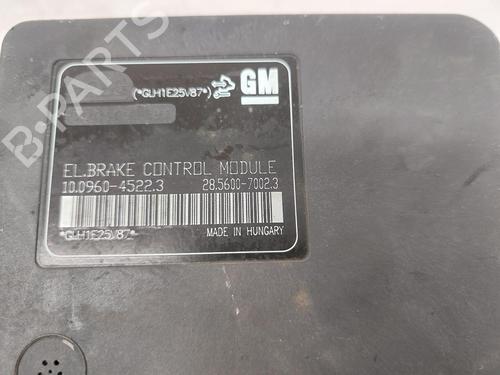 (*GLH1E25V87*) GM
EL.BRAKE CONTROL MODULE
10.0960-4522.3 28.5600-7002.3
*GLH1E25V87* MADE IN HUNGARY
B-PARTS